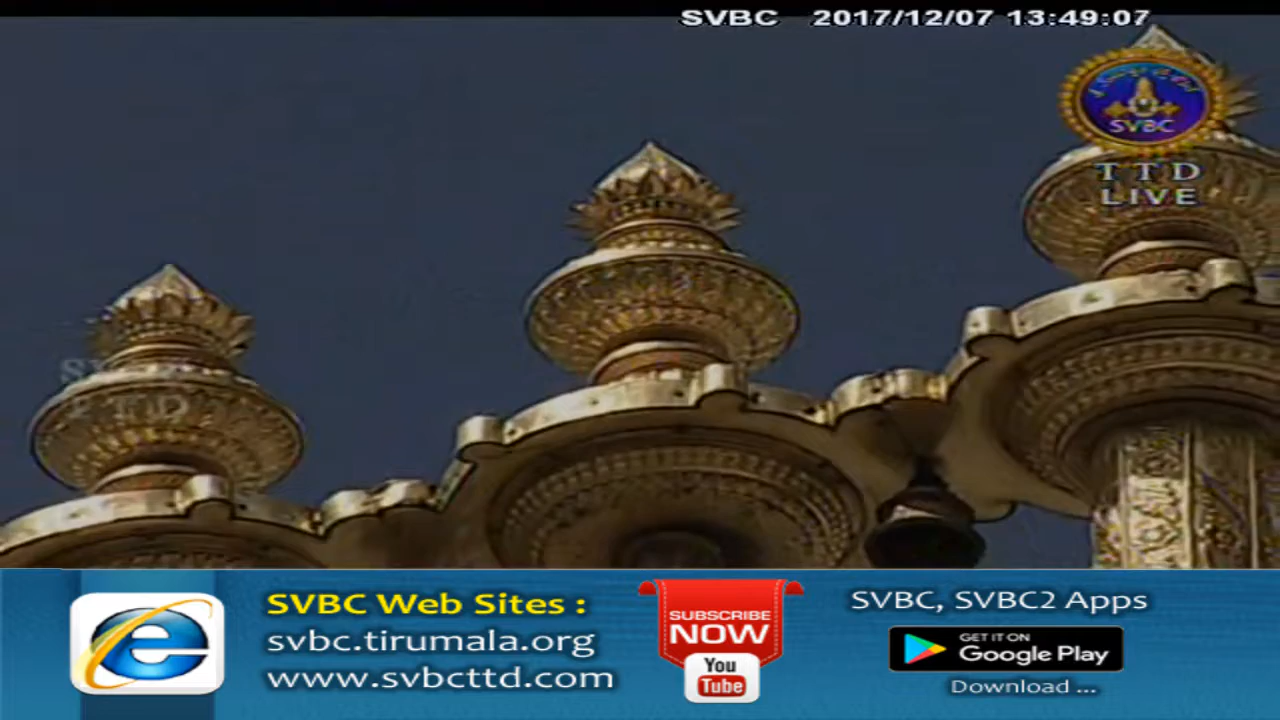 SVBC 2017/12/07 13:49:07
SVBC
TTD
LIVE
TTD
SVBC Web Sites :
svbc.tirumala.org
www.svbcttd.com
SUBSCRIBE
NOW
You
Tube
SVBC, SVBC2 Apps
GET IT ON
Google Play
Download ...